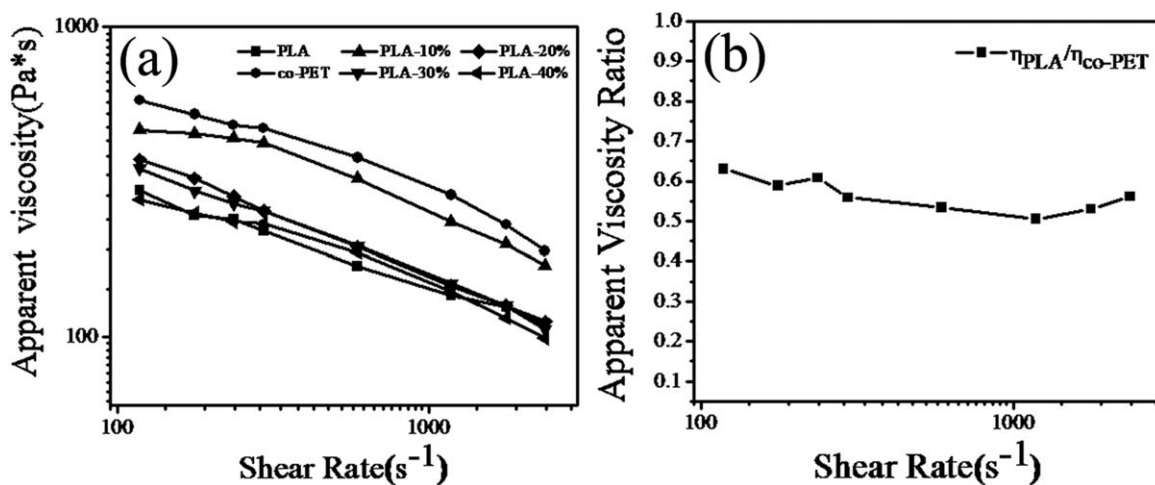 (a)
PLA PLA-10% PLA-20%
co-PET PLA-30% PLA-40%
Apparent viscosity(Pa*s)
1000
100
100 1000
Shear Rate(s⁻¹)
(b)
ηPLA/ηco-PET
Apparent Viscosity Ratio
1.0
0.9
0.8
0.7
0.6
0.5
0.4
0.3
0.2
0.1
100 1000
Shear Rate(s⁻¹)